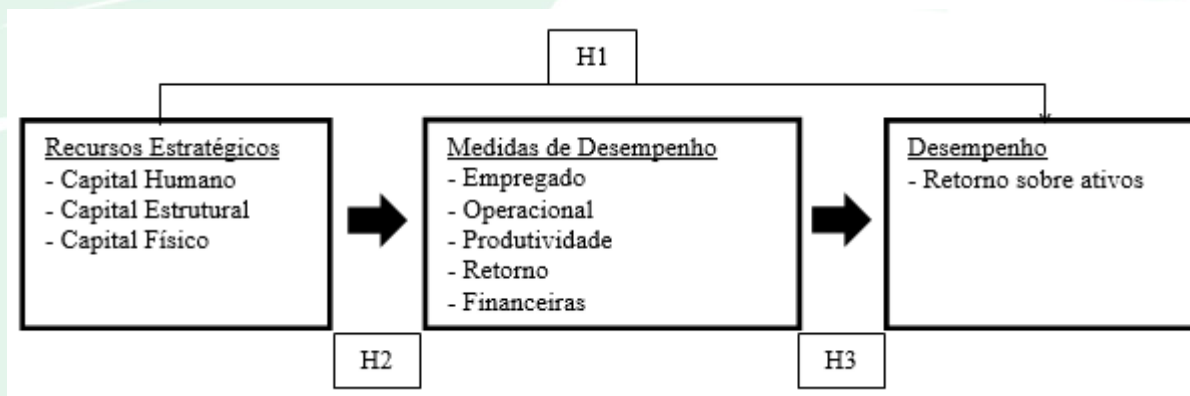 H1
Recursos Estratégicos
- Capital Humano
- Capital Estrutural
- Capital Físico
Medidas de Desempenho
- Empregado
- Operacional
- Produtividade
- Retorno
- Financeiras
Desempenho
- Retorno sobre ativos
H2
H3